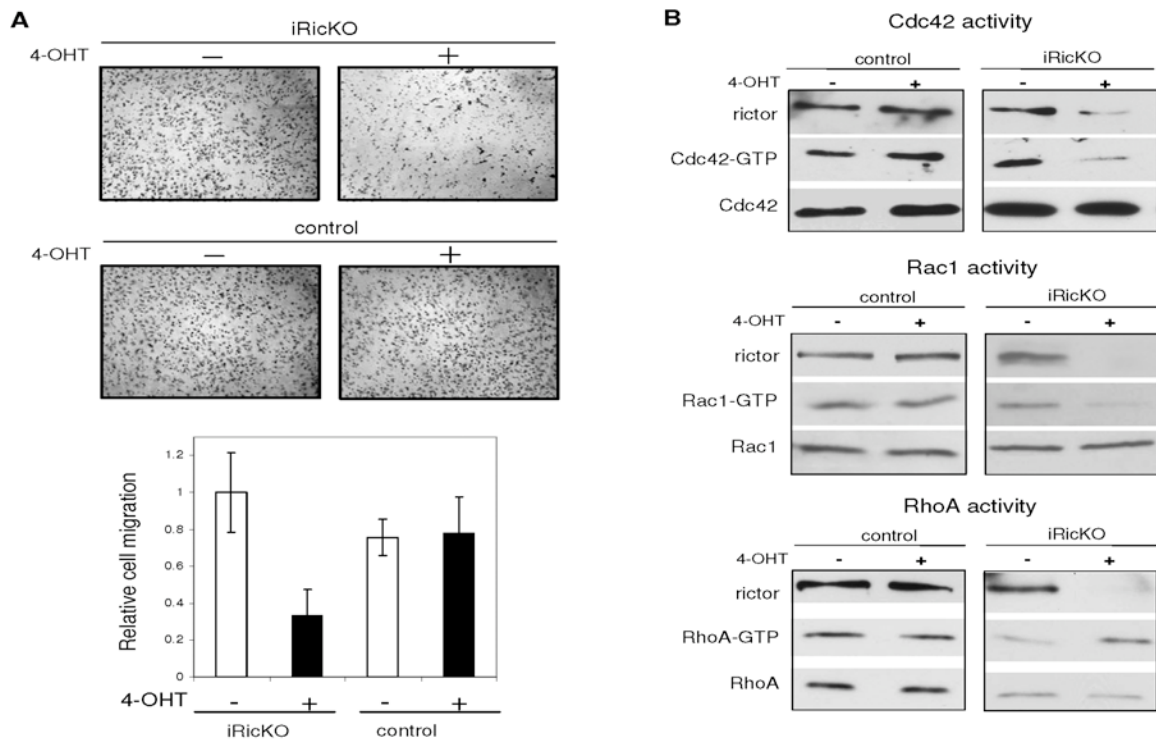 A
iRicKO
4-OHT − +
control
4-OHT − +
Relative cell migration
1.2
1
0.8
0.6
0.4
0.2
0
4-OHT - + - +
iRicKO control
B
Cdc42 activity
control iRicKO
4-OHT - + - +
rictor
Cdc42-GTP
Cdc42
Rac1 activity
control iRicKO
4-OHT - + - +
rictor
Rac1-GTP
Rac1
RhoA activity
control iRicKO
4-OHT - + - +
rictor
RhoA-GTP
RhoA